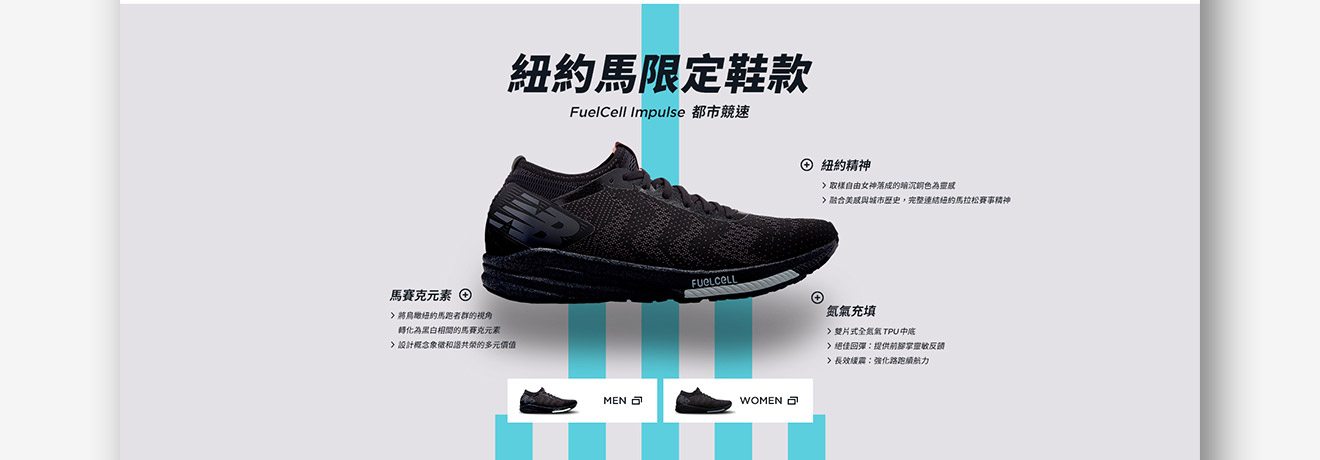 紐約馬限定鞋款
FuelCell Impulse 都市競速
紐約精神
取樣自由女神落成的暗沉銅色為靈感
融合美感與城市歷史，完整連結紐約馬拉松賽事精神
FUELCELL
馬賽克元素
將鳥瞰紐約馬跑者群的視角
轉化為黑白相間的馬賽克元素
設計概念象徵和諧共榮的多元價值
氮氣充填
雙片式全氮氣 TPU 中底
絕佳回彈：提供前腳掌靈敏反饋
長效緩震：強化路跑續航力
MEN
WOMEN